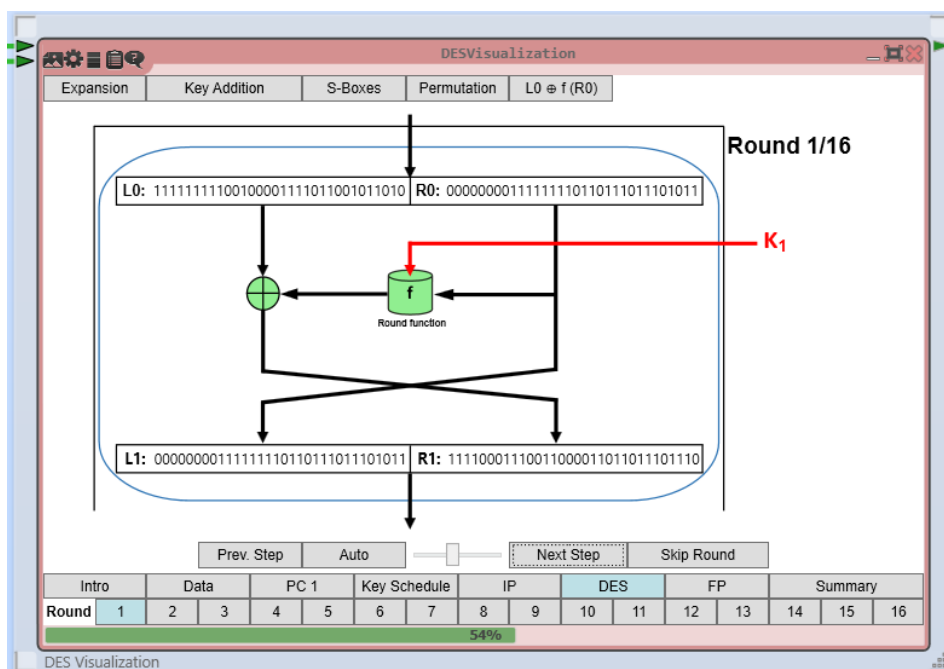 DESVisualization
Expansion Key Addition S-Boxes Permutation L0 ⊕ f (R0)
Round 1/16
L0: 11111111100100001111011001011010 R0: 00000000111111110110111011101011
K₁
f
Round function
L1: 00000000111111110110111011101011 R1: 11110001110011000011011011101110
Prev. Step Auto Next Step Skip Round
Intro Data PC 1 Key Schedule IP DES FP Summary
Round 1 2 3 4 5 6 7 8 9 10 11 12 13 14 15 16
54%
DES Visualization